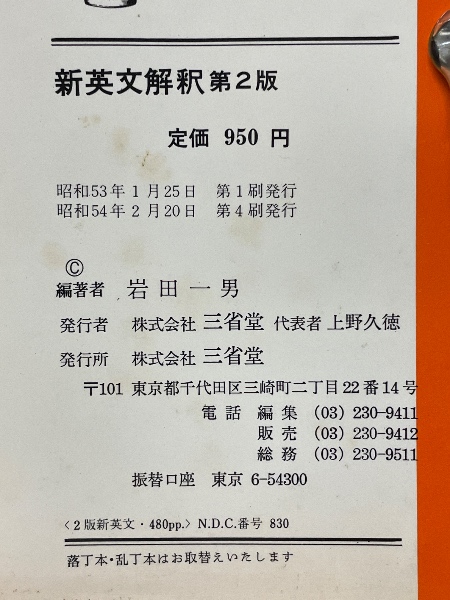 新英文解釈 第2版
定価 950 円
昭和53年1月25日 第1刷発行
昭和54年2月20日 第4刷発行
©
編著者 岩田一男
発行者 株式会社 三省堂 代表者 上野久徳
発行所 株式会社 三省堂
〒101 東京都千代田区三崎町二丁目22番14号
電話 編集 (03) 230-9411
販売 (03) 230-9412
総務 (03) 230-9511
振替口座 東京 6-54300
〈2版新英文・480pp.〉 N.D.C.番号 830
落丁本・乱丁本はお取替えいたします